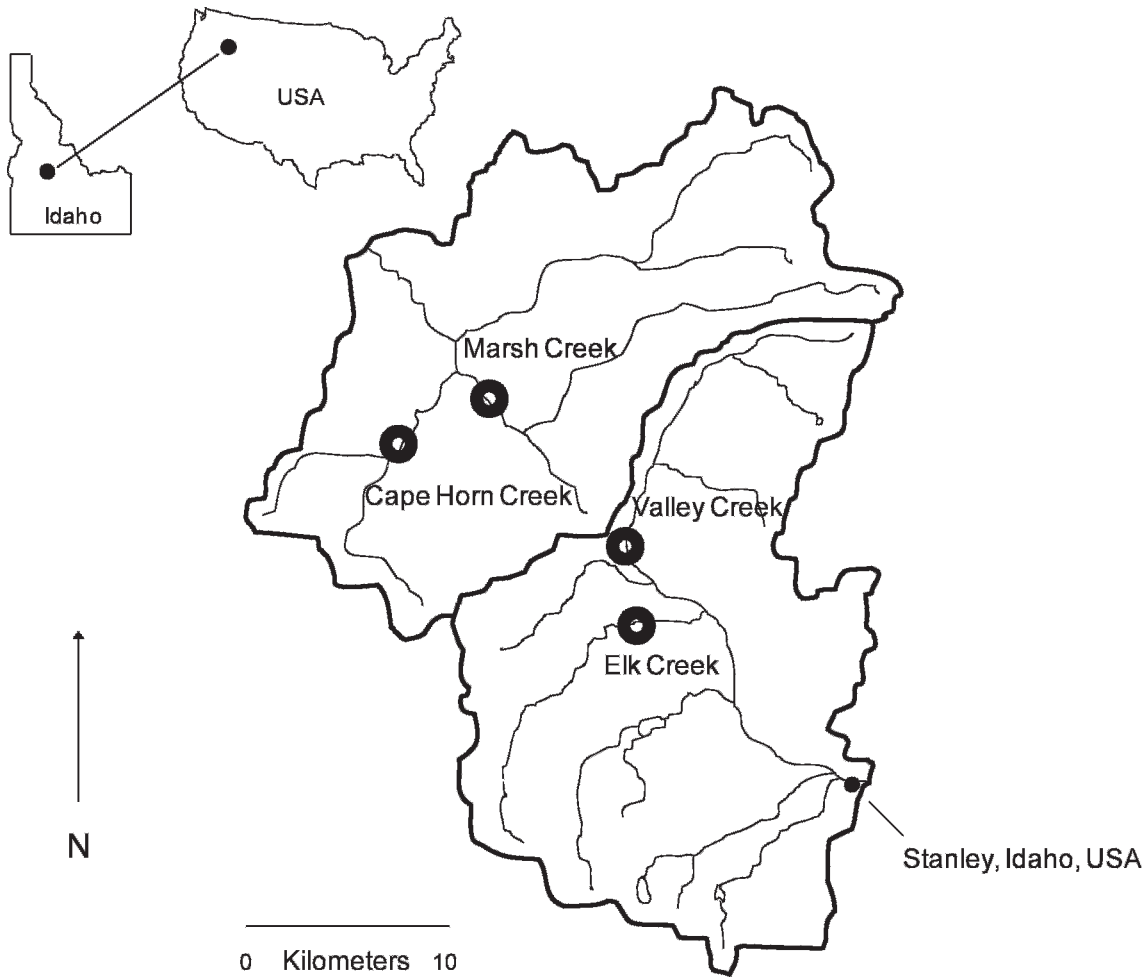 USA
Idaho
Marsh Creek
Cape Horn Creek
Valley Creek
Elk Creek
N
Stanley, Idaho, USA
0 Kilometers 10